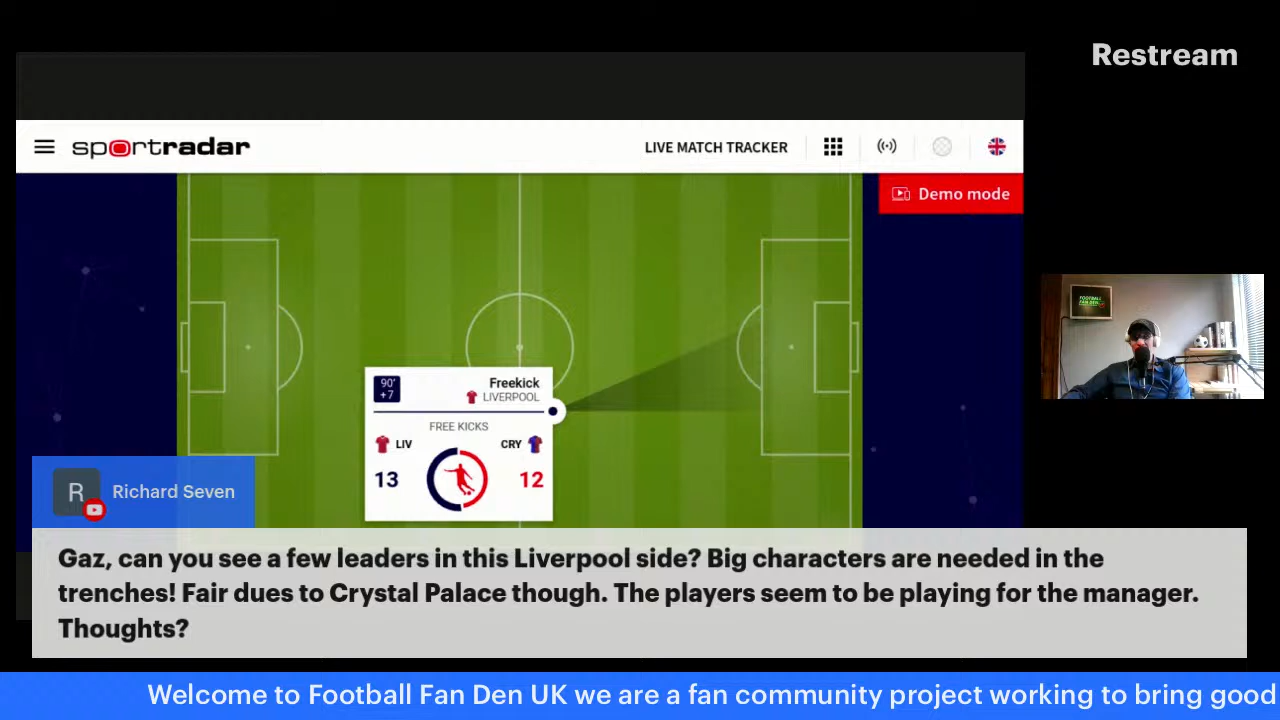 Restream
sportradar
LIVE MATCH TRACKER
Demo mode
90'
+7
Freekick
LIVERPOOL
FREE KICKS
LIV
CRY
13
12
FOOTBALL
FAN DEN
R
Richard Seven
Gaz, can you see a few leaders in this Liverpool side? Big characters are needed in the
trenches! Fair dues to Crystal Palace though. The players seem to be playing for the manager.
Thoughts?
Welcome to Football Fan Den UK we are a fan community project working to bring good